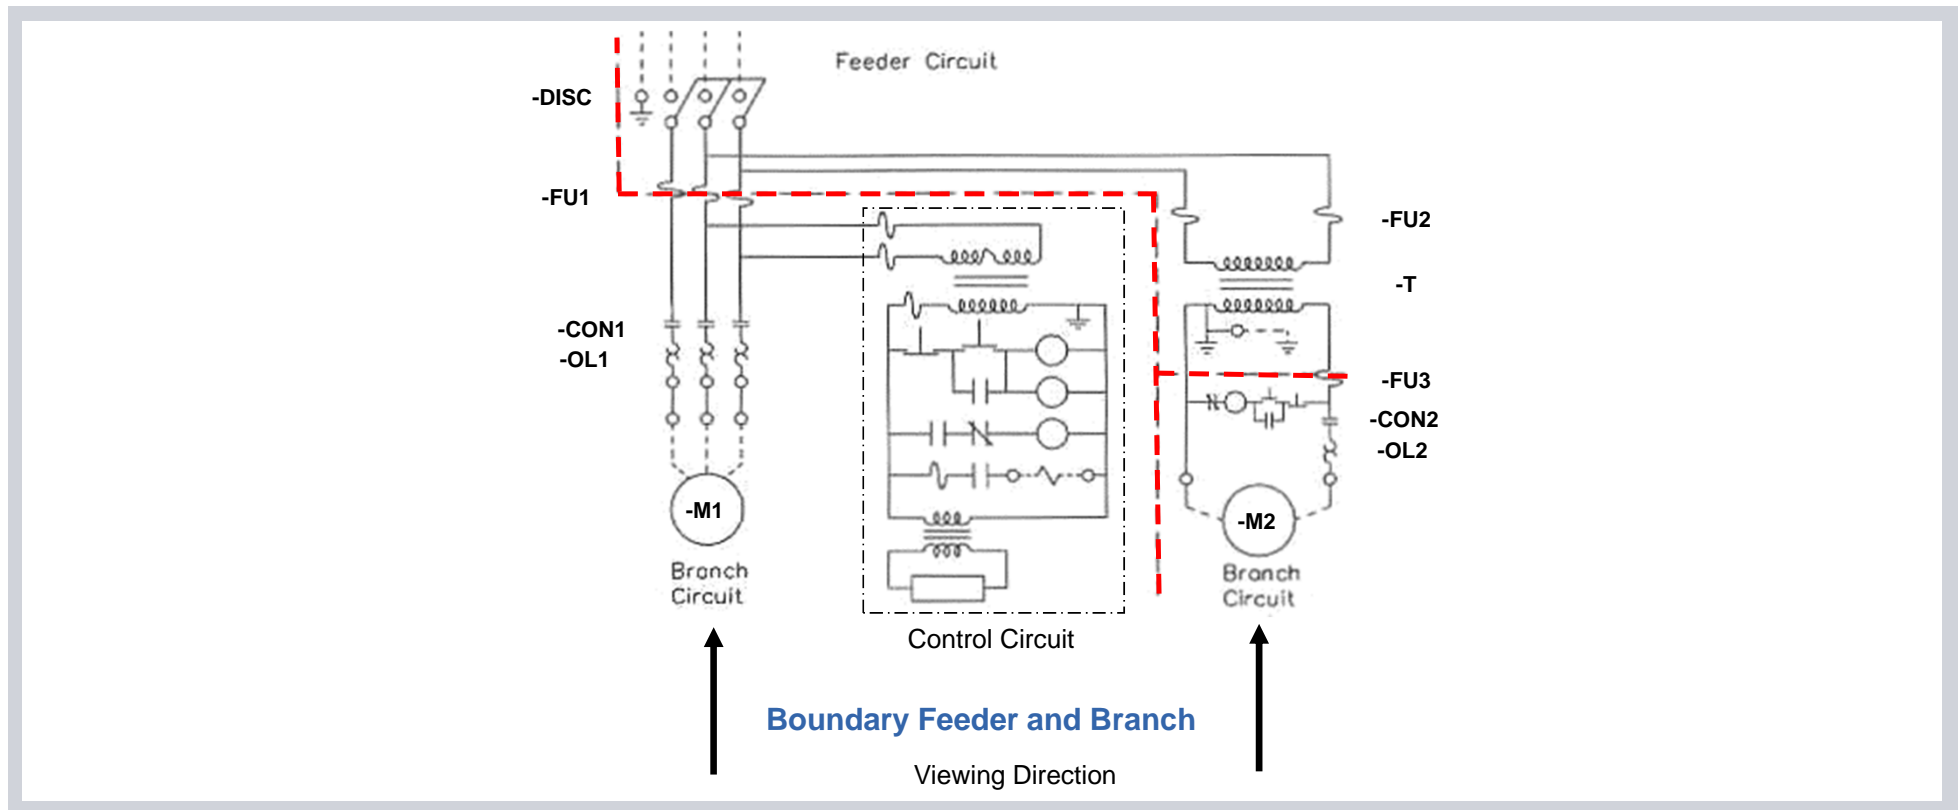 Feeder Circuit
-DISC
-FU1
-FU2
-T
-CON1
-OL1
-FU3
-CON2
-OL2
-M1
-M2
Branch
Circuit
Branch
Circuit
Control Circuit
Boundary Feeder and Branch
Viewing Direction